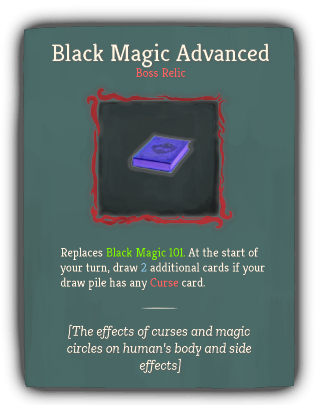 Black Magic Advanced
Boss Relic
Replaces Black Magic 101. At the start of
your turn, draw 2 additional cards if your
draw pile has any Curse card.
[The effects of curses and magic
circles on human's body and side
effects]